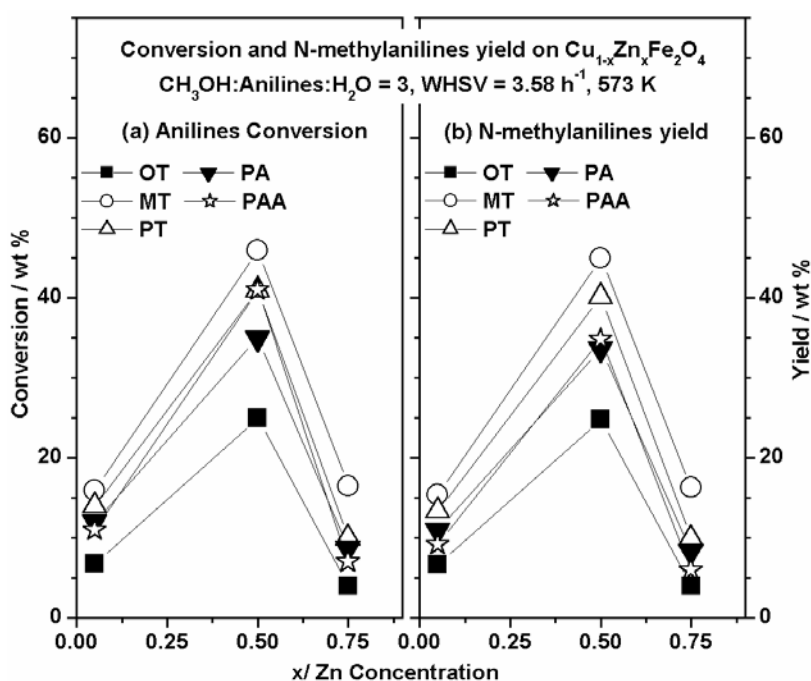 Conversion and N-methylanilines yield on Cu₁₋ₓZnₓFe₂O₄
CH₃OH:Anilines:H₂O = 3, WHSV = 3.58 h⁻¹, 573 K
(a) Anilines Conversion
OT PA
MT PAA
PT
(b) N-methylanilines yield
OT PA
MT PAA
PT
Conversion / wt %
60
40
20
0
Yield / wt %
60
40
20
0
0.00 0.25 0.50 0.75 0.00 0.25 0.50 0.75
x/ Zn Concentration